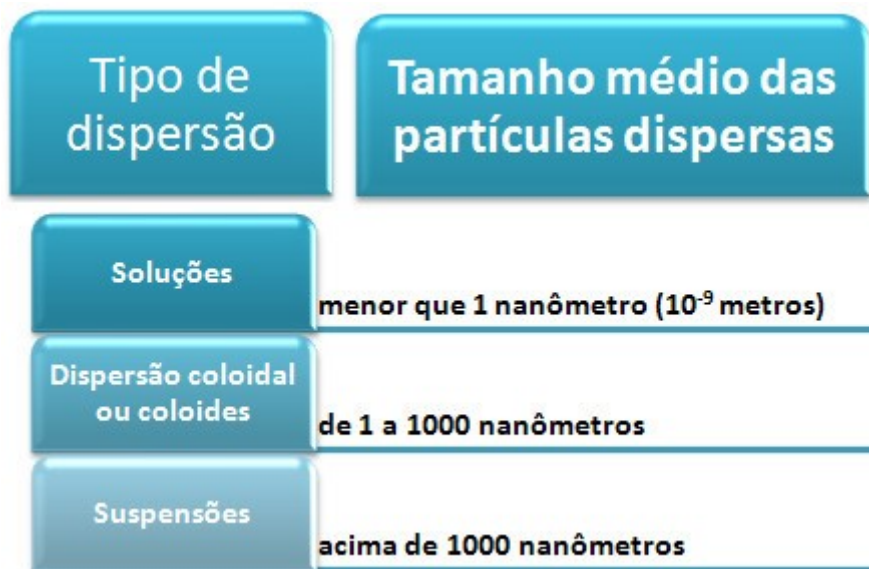 Tipo de
dispersão
Tamanho médio das
partículas dispersas
Soluções
menor que 1 nanômetro (10⁻⁹ metros)
Dispersão coloidal
ou coloides
de 1 a 1000 nanômetros
Suspensões
acima de 1000 nanômetros